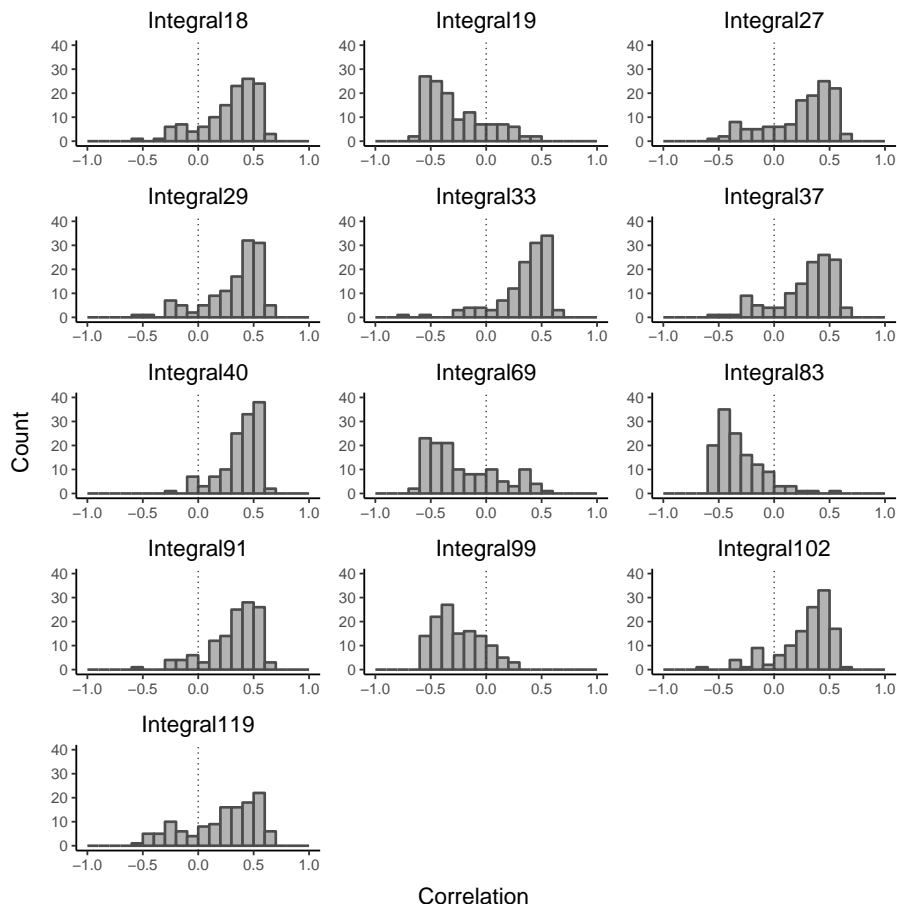 Integral18 Integral19 Integral27
40 40 40
30 30 30
20 20 20
10 10 10
0 0 0
−1.0 −0.5 0.0 0.5 1.0 −1.0 −0.5 0.0 0.5 1.0 −1.0 −0.5 0.0 0.5 1.0
Integral29 Integral33 Integral37
40 40 40
30 30 30
20 20 20
10 10 10
0 0 0
−1.0 −0.5 0.0 0.5 1.0 −1.0 −0.5 0.0 0.5 1.0 −1.0 −0.5 0.0 0.5 1.0
Integral40 Integral69 Integral83
40 40 40
30 30 30
Count
20 20 20
10 10 10
0 0 0
−1.0 −0.5 0.0 0.5 1.0 −1.0 −0.5 0.0 0.5 1.0 −1.0 −0.5 0.0 0.5 1.0
Integral91 Integral99 Integral102
40 40 40
30 30 30
20 20 20
10 10 10
0 0 0
−1.0 −0.5 0.0 0.5 1.0 −1.0 −0.5 0.0 0.5 1.0 −1.0 −0.5 0.0 0.5 1.0
Integral119
40
30
20
10
0
−1.0 −0.5 0.0 0.5 1.0
Correlation